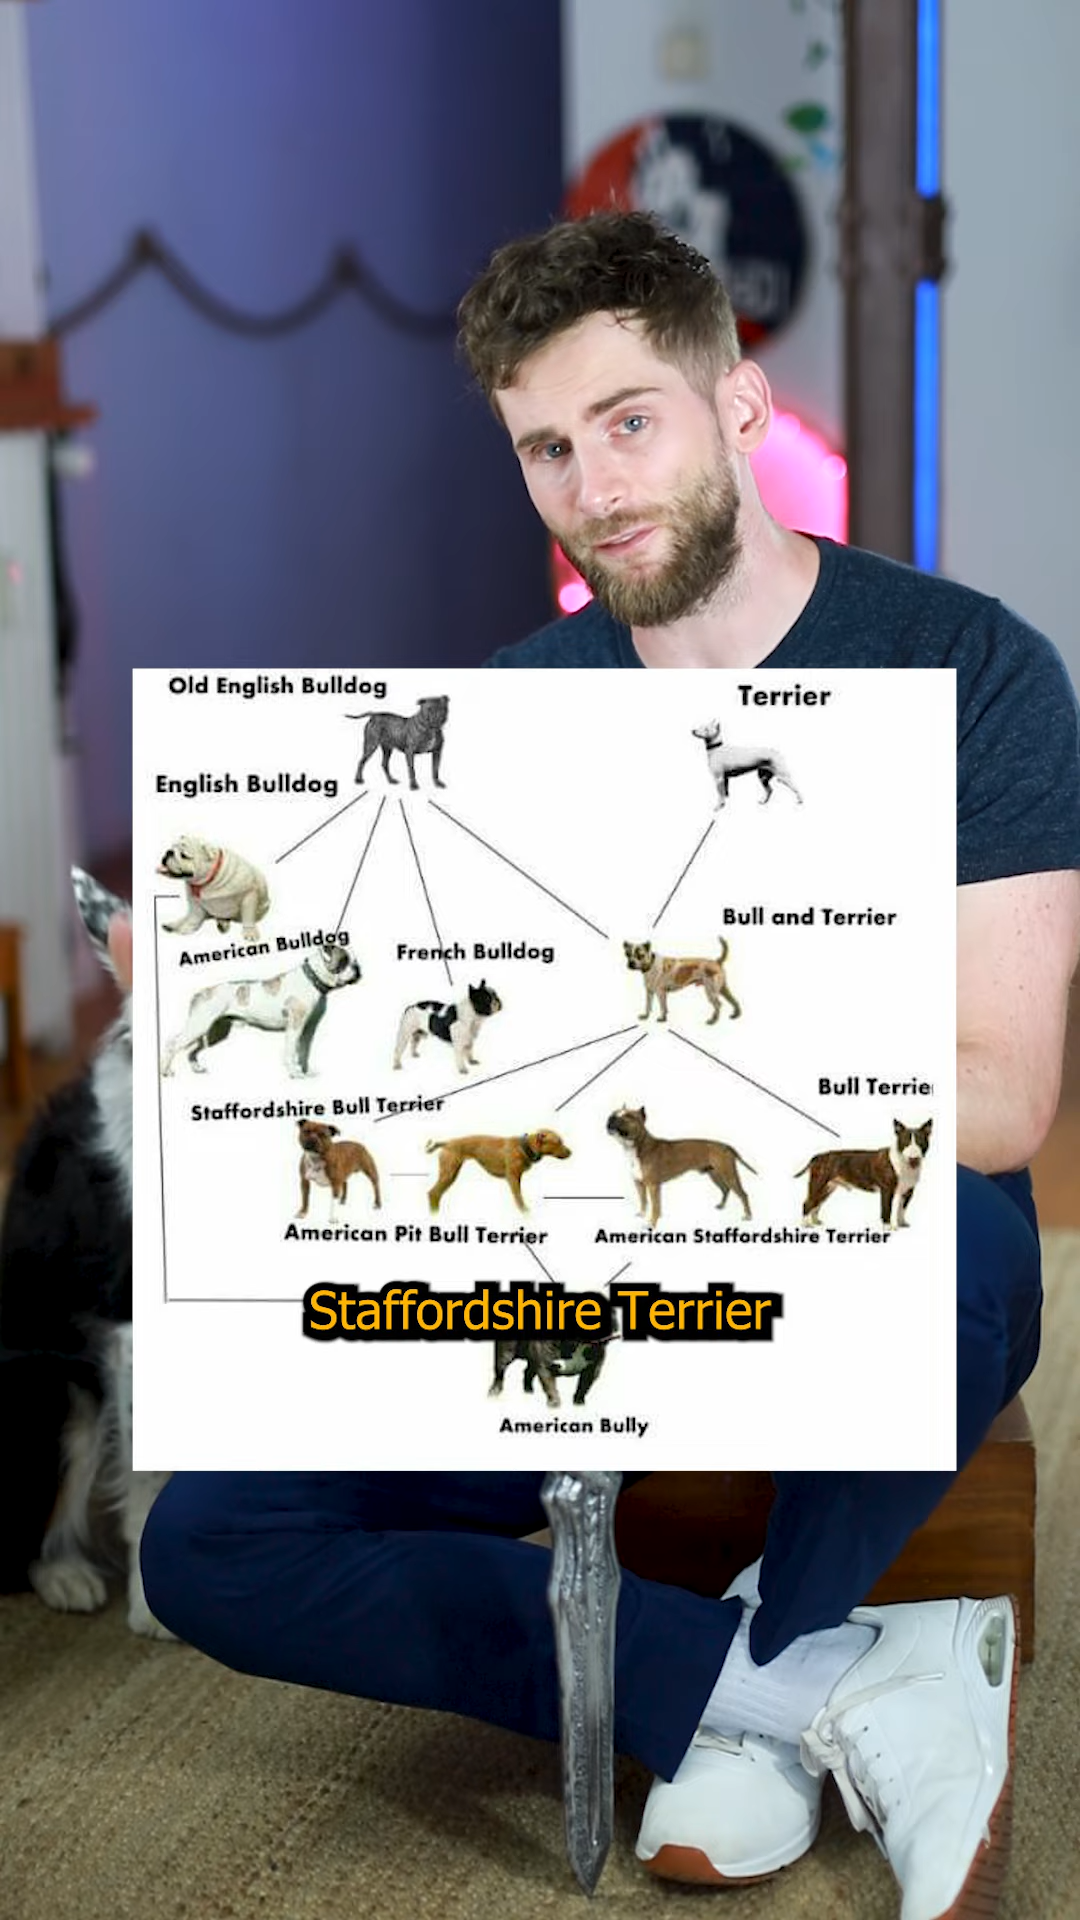 Old English Bulldog
Terrier
English Bulldog
Bull and Terrier
American Bulldog
French Bulldog
Bull Terrie
Staffordshire Bull Terrier
American Pit Bull Terrier
American Staffordshire Terrier
Staffordshire Terrier
American Bully